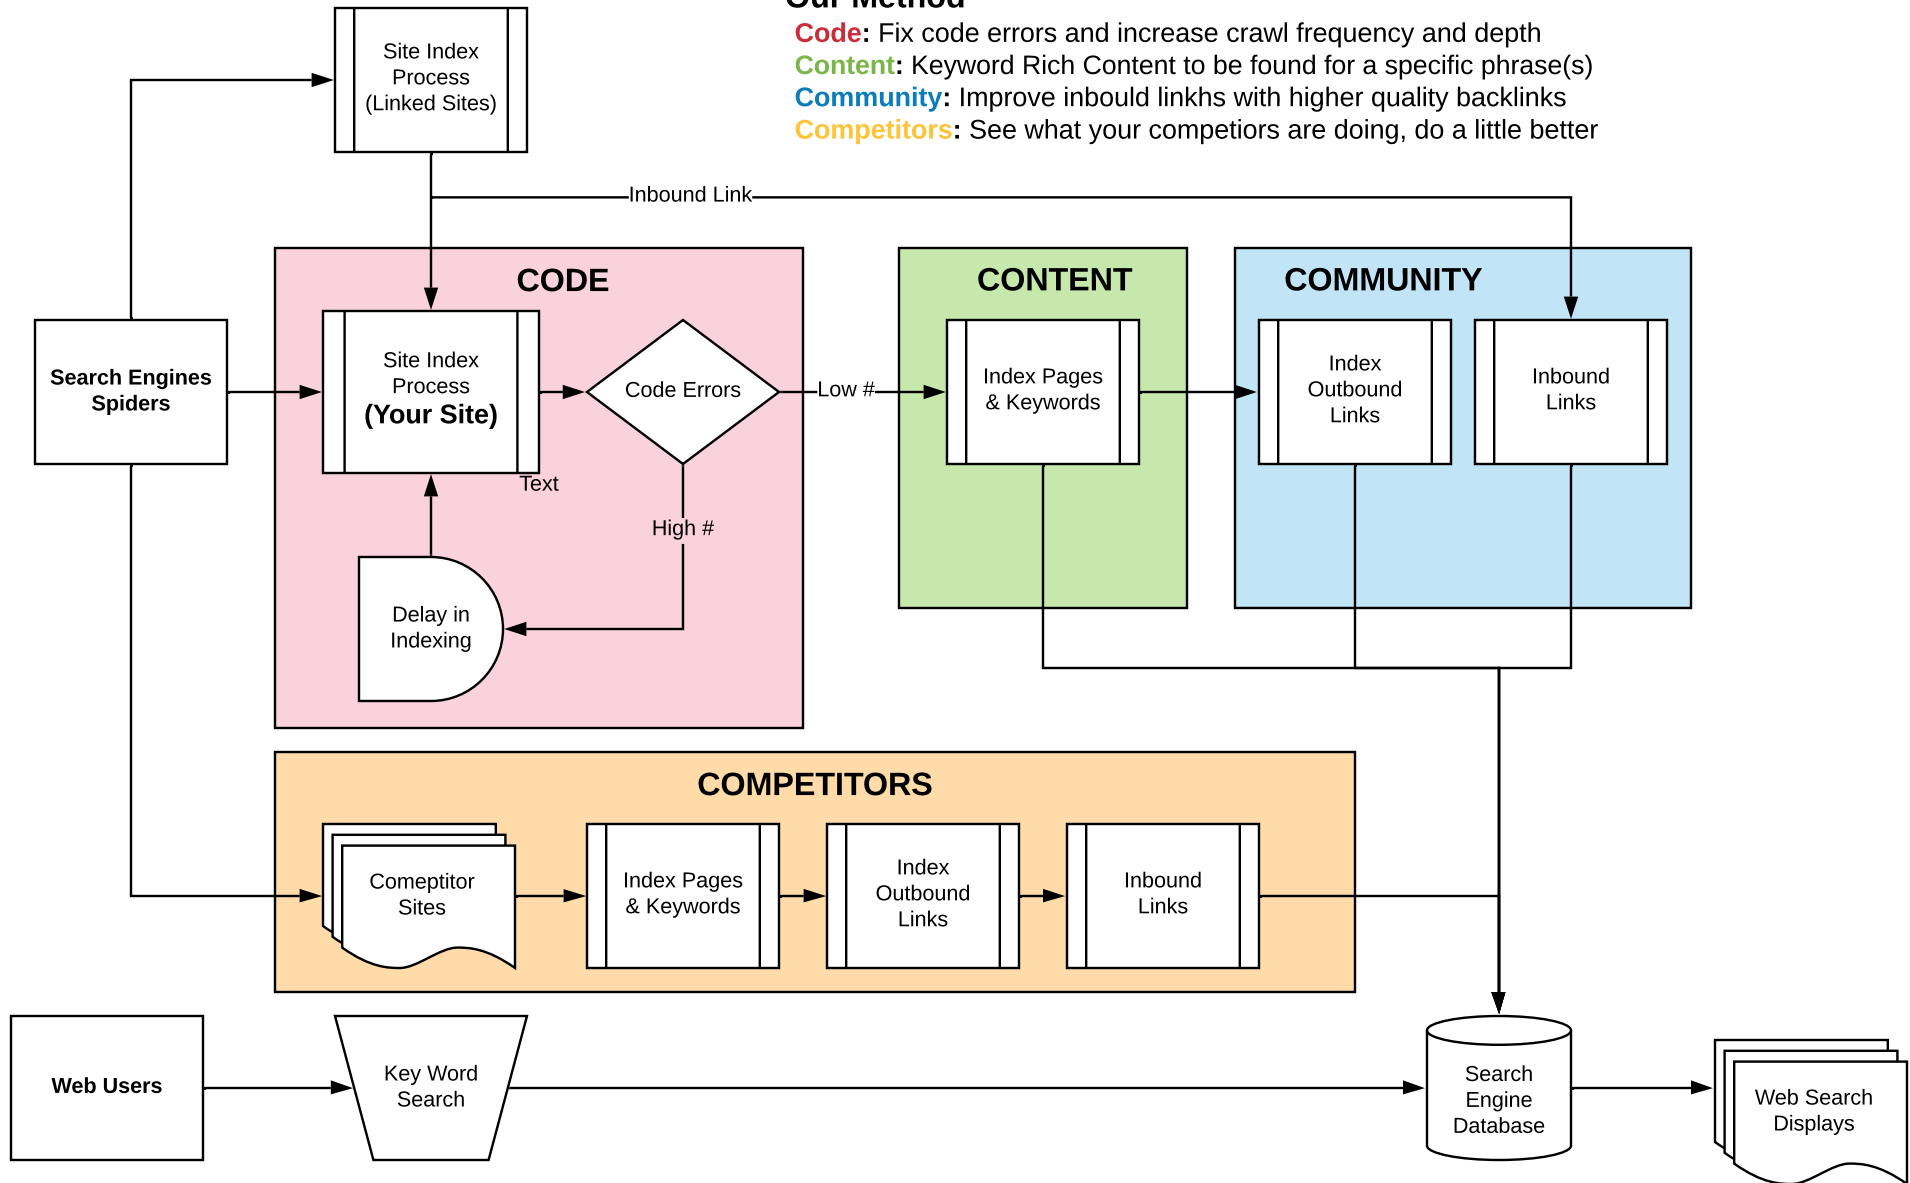 Our Method
Code: Fix code errors and increase crawl frequency and depth
Content: Keyword Rich Content to be found for a specific phrase(s)
Community: Improve inbould linkhs with higher quality backlinks
Competitors: See what your competiors are doing, do a little better
Site Index
Process
(Linked Sites)
Inbound Link
CODE
CONTENT
COMMUNITY
Search Engines
Spiders
Site Index
Process
(Your Site)
Code Errors
Low #
Index Pages
& Keywords
Index
Outbound
Links
Inbound
Links
Text
High #
Delay in
Indexing
COMPETITORS
Comeptitor
Sites
Index Pages
& Keywords
Index
Outbound
Links
Inbound
Links
Web Users
Key Word
Search
Search
Engine
Database
Web Search
Displays